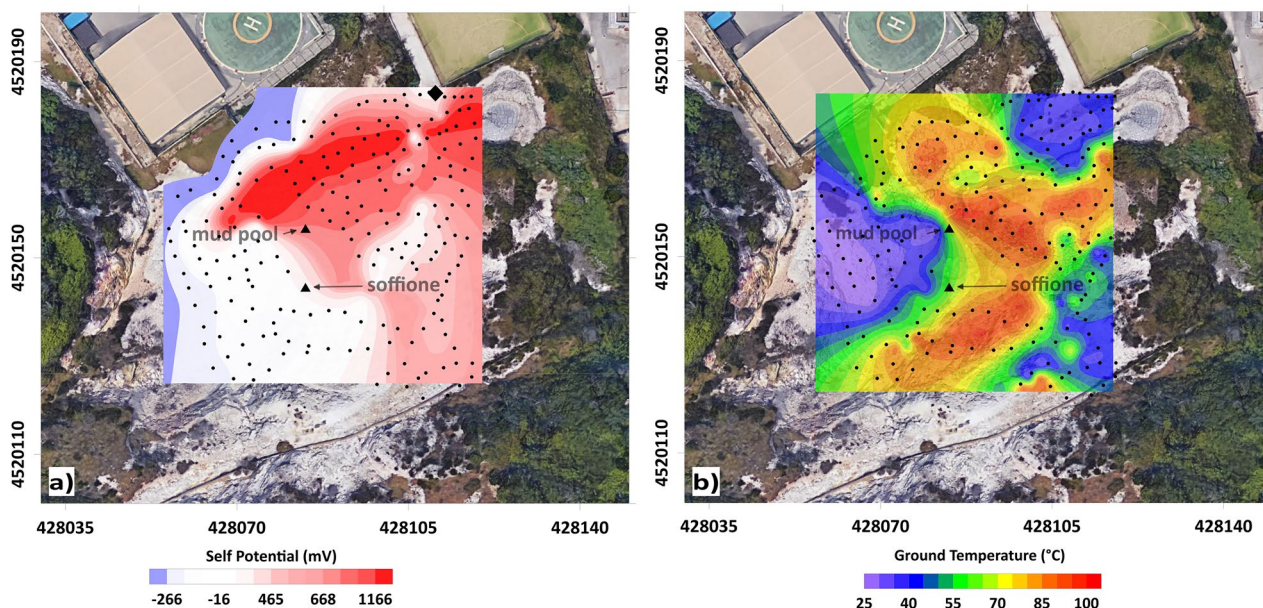 H
H
4520190
4520150
4520110
4520190
4520150
4520110
mud pool
soffione
mud pool
soffione
a)
b)
428035 428070 428105 428140
428035 428070 428105 428140
Self Potential (mV)
-266 -16 465 668 1166
Ground Temperature (°C)
25 40 55 70 85 100